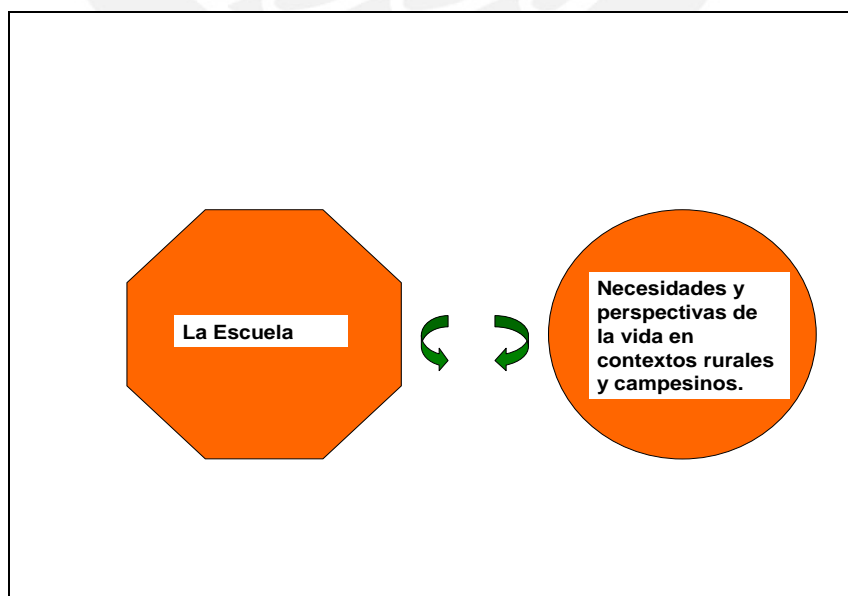 La Escuela
Necesidades y
perspectivas de
la vida en
contextos rurales
y campesinos.